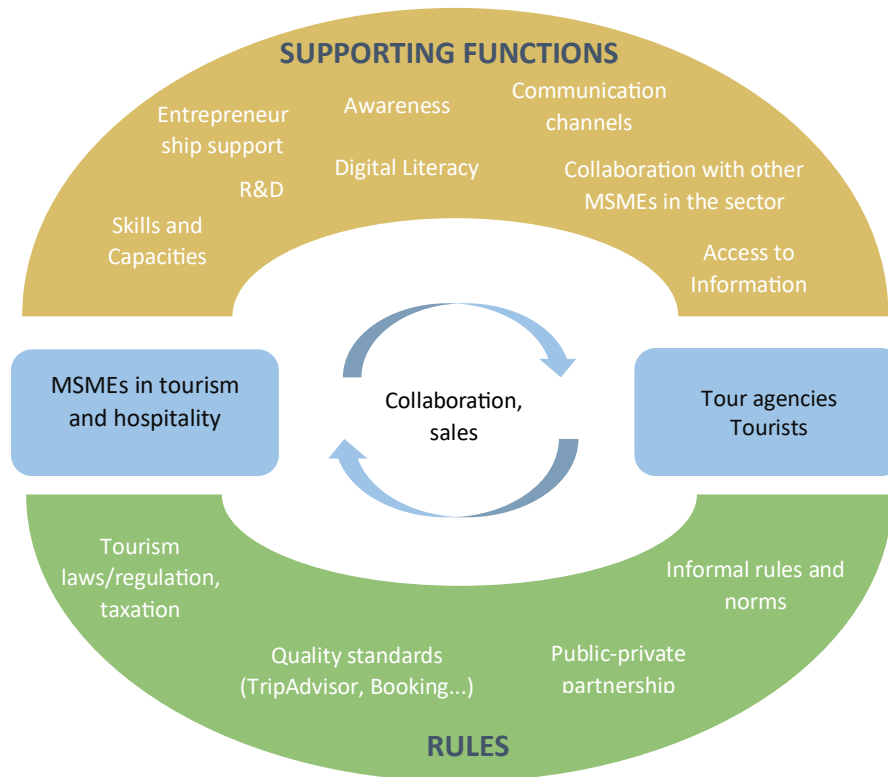 SUPPORTING FUNCTIONS
Entrepreneur
ship support
Awareness
Communication
channels
R&D
Digital Literacy
Collaboration with other
MSMEs in the sector
Skills and
Capacities
Access to
Information
MSMEs in tourism
and hospitality
Collaboration,
sales
Tour agencies
Tourists
Tourism
laws/regulation,
taxation
Informal rules and
norms
Quality standards
(TripAdvisor, Booking...)
Public-private
partnership
RULES